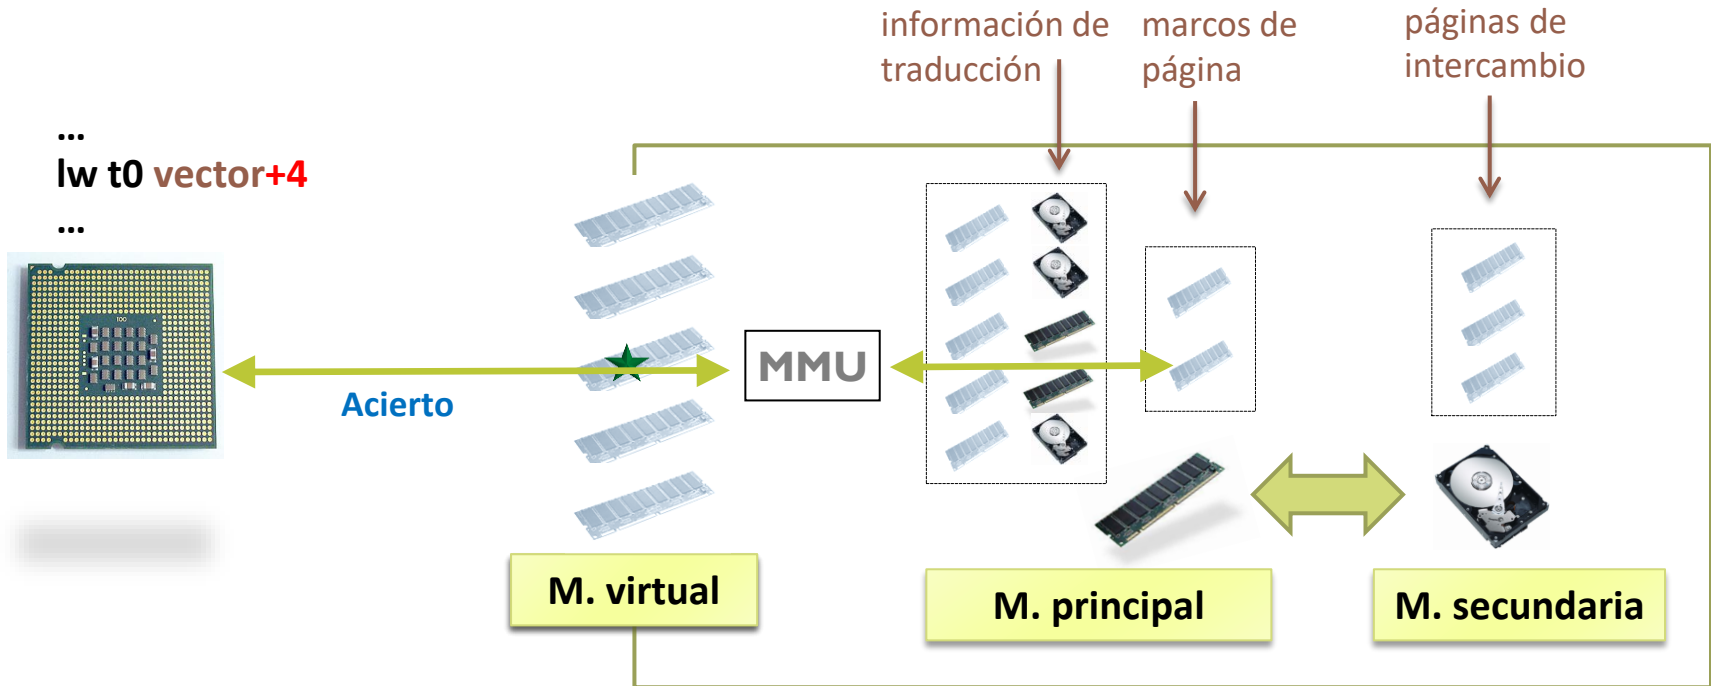 información de
traducción
marcos de
página
páginas de
intercambio
...
lw t0 vector+4
...
MMU
Acierto
M. virtual
M. principal
M. secundaria